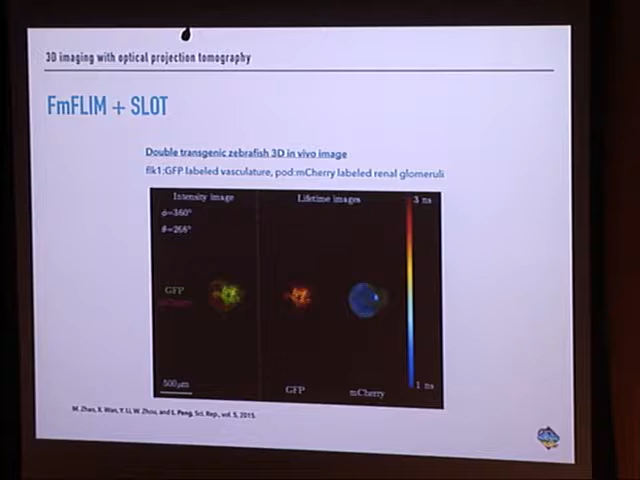 3D imaging with optical projection tomography
FmFLIM + SLOT
Double transgenic zebrafish 3D in vivo image
flk1:GFP labeled vasculature, pod:mCherry labeled renal glomeruli
Intensity image
Lifetime images
3 ns
ϕ=360°
θ=266°
GFP
mCherry
500μm
GFP
mCherry
1 ns
M. Zhao, X. Wan, Y. Li, W. Zhou, and L. Peng, Sci. Rep., vol. 5, 2015.